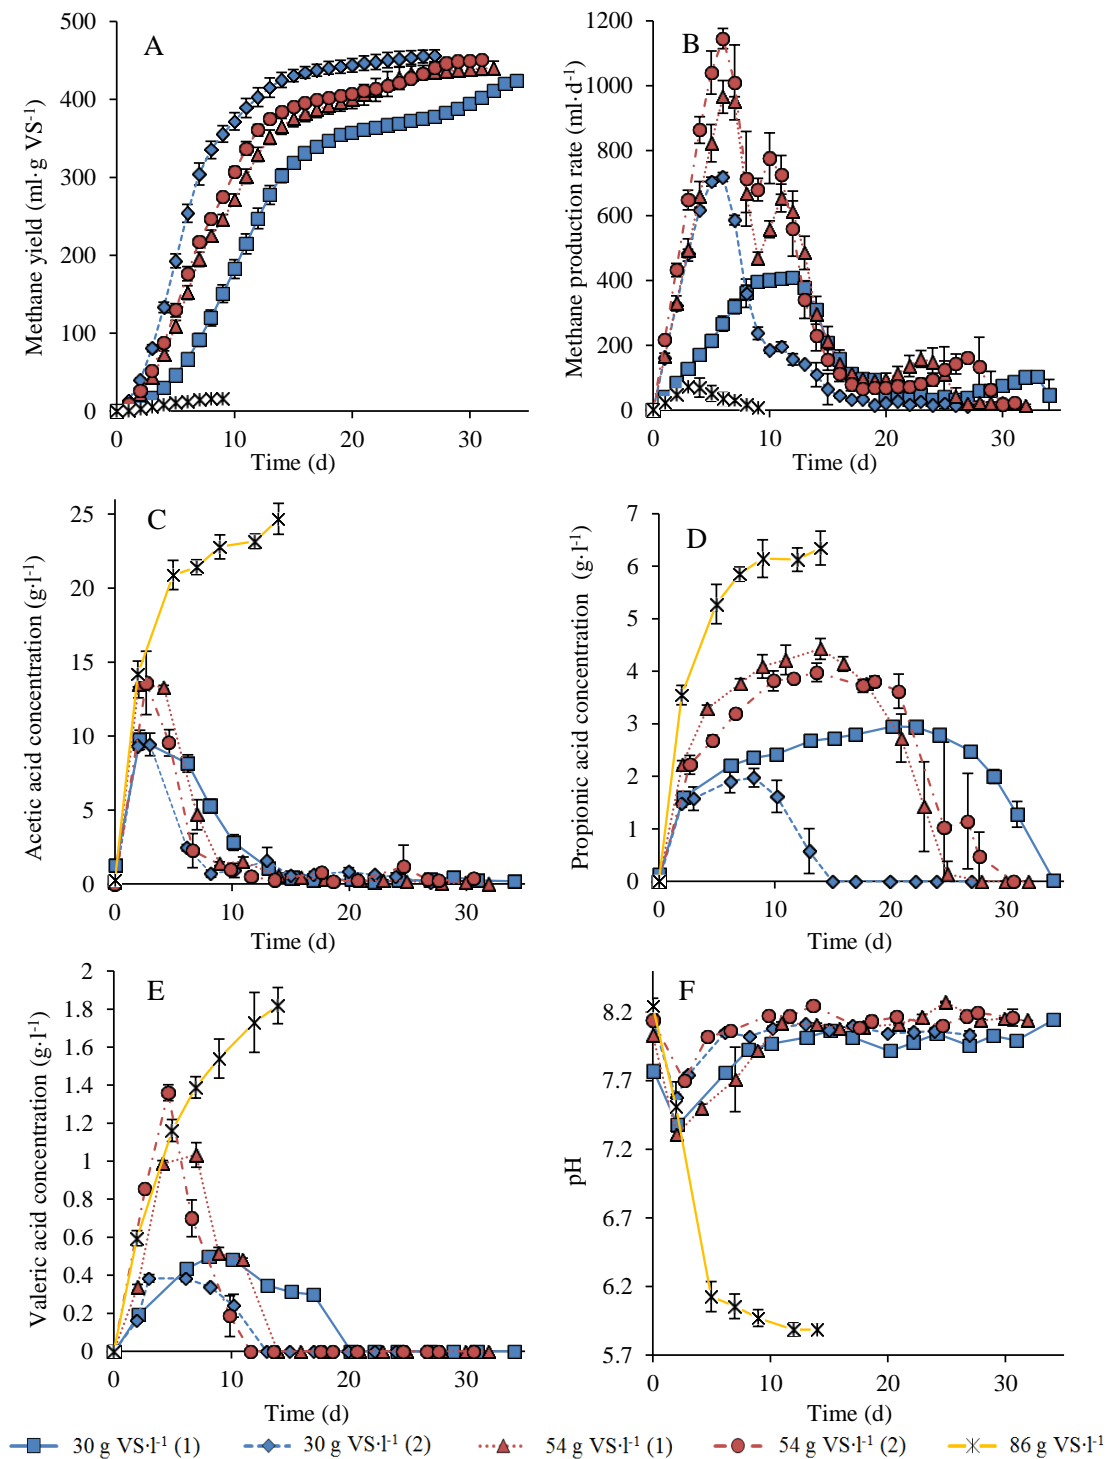 A
Methane yield (ml·g VS⁻¹)
500
400
300
200
100
0
0 10 20 30
Time (d)
B
Methane production rate (ml·d⁻¹)
1200
1000
800
600
400
200
0
0 10 20 30
Time (d)
C
Acetic acid concentration (g·l⁻¹)
25
20
15
10
5
0
0 10 20 30
Time (d)
D
Propionic acid concentration (g·l⁻¹)
7
6
5
4
3
2
1
0
0 10 20 30
Time (d)
E
Valeric acid concentration (g·l⁻¹)
2
1.8
1.6
1.4
1.2
1
0.8
0.6
0.4
0.2
0
0 10 20 30
Time (d)
F
pH
8.2
7.7
7.2
6.7
6.2
5.7
0 10 20 30
Time (d)
30 g VS·l⁻¹ (1) 30 g VS·l⁻¹ (2) 54 g VS·l⁻¹ (1) 54 g VS·l⁻¹ (2) 86 g VS·l⁻¹